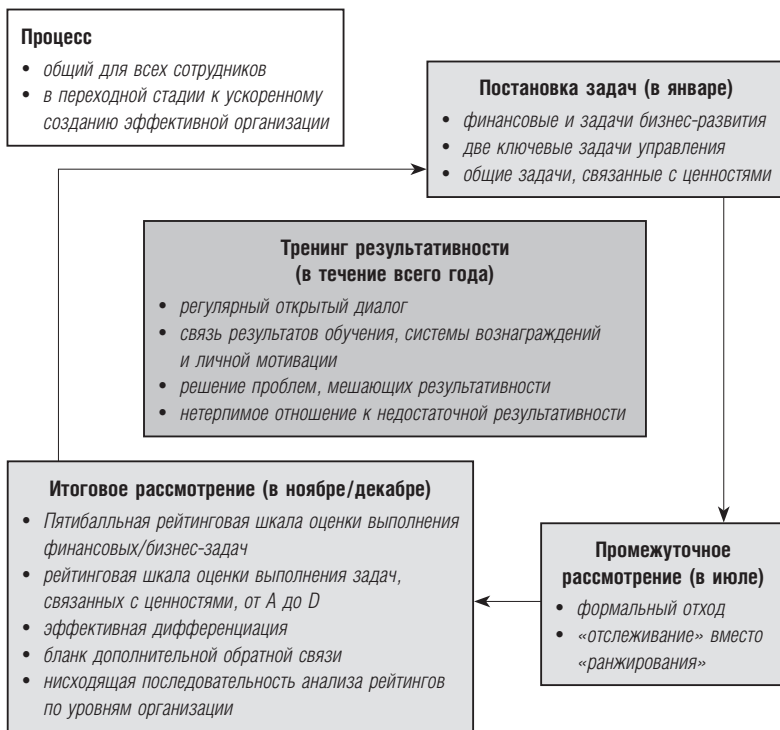 Процесс
• общий для всех сотрудников
• в переходной стадии к ускоренному
созданию эффективной организации
Постановка задач (в январе)
• финансовые и задачи бизнес-развития
• две ключевые задачи управления
• общие задачи, связанные с ценностями
Тренинг результативности
(в течение всего года)
• регулярный открытый диалог
• связь результатов обучения, системы вознаграждений
и личной мотивации
• решение проблем, мешающих результативности
• нетерпимое отношение к недостаточной результативности
Итоговое рассмотрение (в ноябре/декабре)
• Пятибалльная рейтинговая шкала оценки выполнения
финансовых/бизнес-задач
• рейтинговая шкала оценки выполнения задач,
связанных с ценностями, от A до D
• эффективная дифференциация
• бланк дополнительной обратной связи
• нисходящая последовательность анализа рейтингов
по уровням организации
Промежуточное
рассмотрение (в июле)
• формальный отход
• «отслеживание» вместо
«ранжирования»